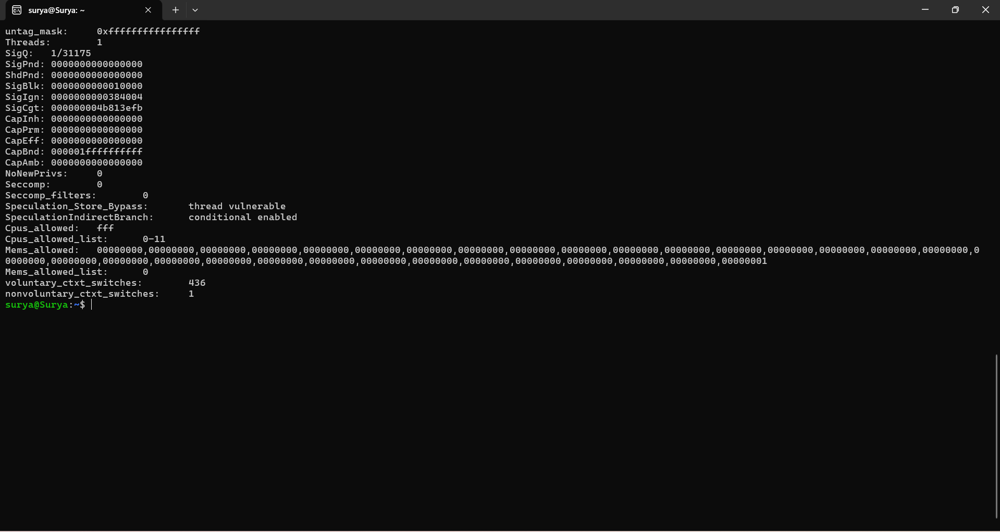 surya@Surya: ~
untag_mask:	0xffffffffffffffff
Threads:	1
SigQ:	1/31175
SigPnd:	0000000000000000
ShdPnd:	0000000000000000
SigBlk:	0000000000010000
SigIgn:	0000000000384004
SigCgt:	000000004b813efb
CapInh:	0000000000000000
CapPrm:	0000000000000000
CapEff:	0000000000000000
CapBnd:	000001ffffffffff
CapAmb:	0000000000000000
NoNewPrivs:	0
Seccomp:	0
Seccomp_filters:	0
Speculation_Store_Bypass:	thread vulnerable
SpeculationIndirectBranch:	conditional enabled
Cpus_allowed:	fff
Cpus_allowed_list:	0-11
Mems_allowed:	00000000,00000000,00000000,00000000,00000000,00000000,00000000,00000000,00000000,00000000,00000000,00000000,00000000,00000000,00000000,00000000,00000000,0
0000000,00000000,00000000,00000000,00000000,00000000,00000000,00000000,00000000,00000000,00000000,00000000,00000000,00000000,00000001
Mems_allowed_list:	0
voluntary_ctxt_switches:	436
nonvoluntary_ctxt_switches:	1
surya@Surya:~$